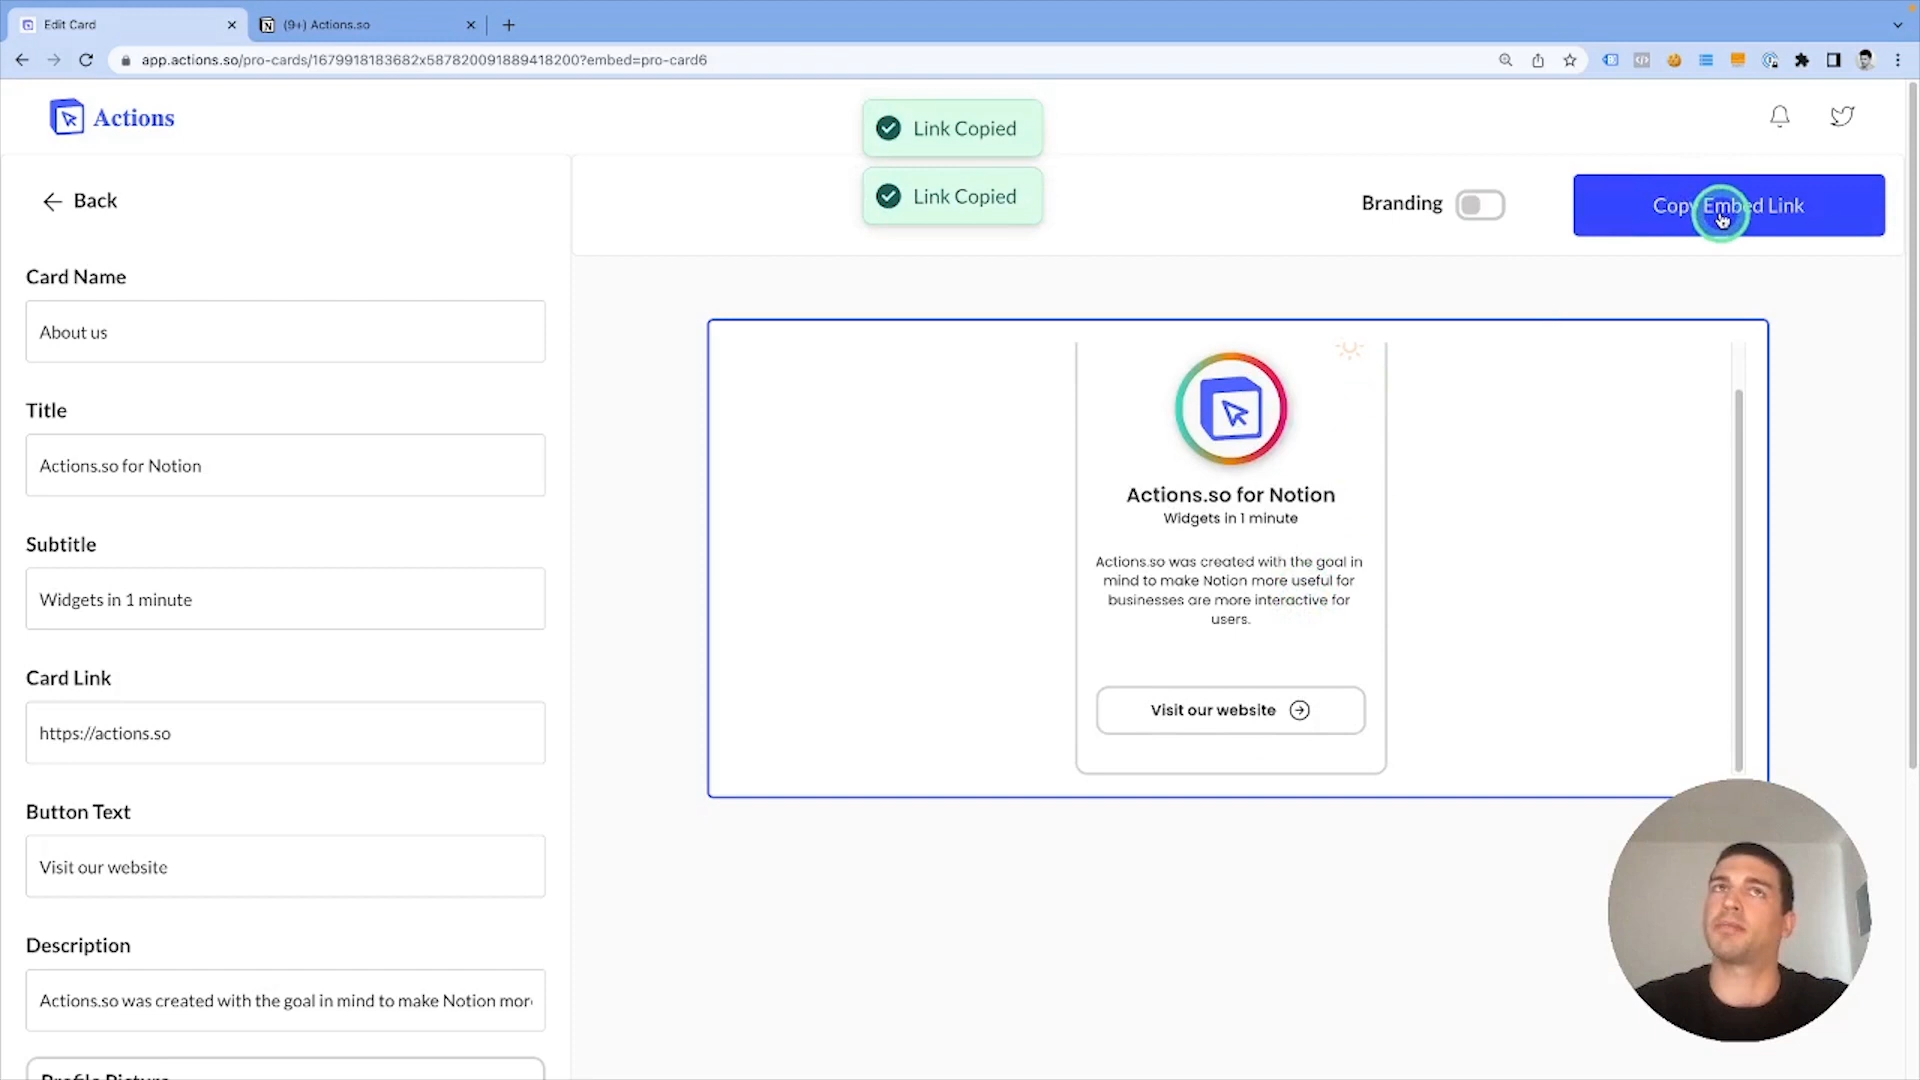 Edit Card
(9+) Actions.so
app.actions.so/pro-cards/1679918183682x587820091889418200?embed=pro-card6
Actions
Link Copied
Link Copied
Back
Branding
Copy Embed Link
Card Name
About us
Title
Actions.so for Notion
Subtitle
Widgets in 1 minute
Card Link
https://actions.so
Button Text
Visit our website
Description
Actions.so was created with the goal in mind to make Notion mor
Profile Picture
Actions.so for Notion
Widgets in 1 minute
Actions.so was created with the goal in
mind to make Notion more useful for
businesses are more interactive for
users.
Visit our website